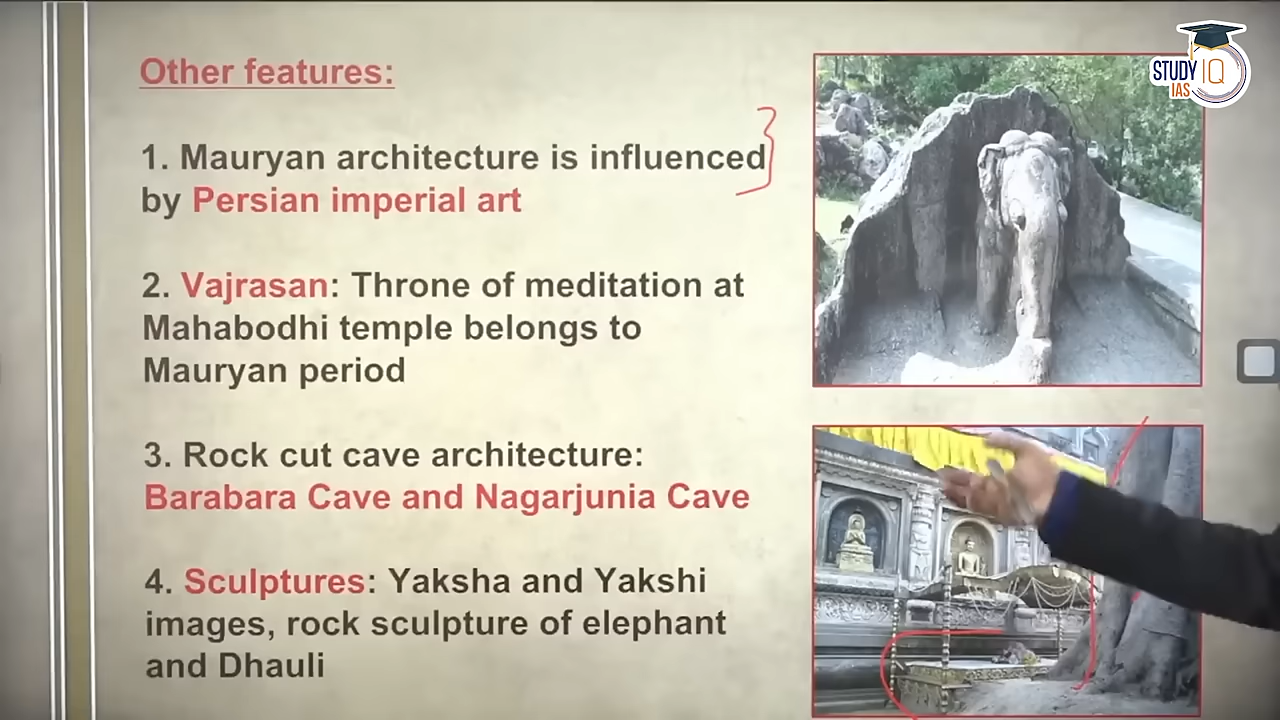 STUDY IQ
IAS
Other features:
1. Mauryan architecture is influenced
by Persian imperial art
2. Vajrasan: Throne of meditation at
Mahabodhi temple belongs to
Mauryan period
3. Rock cut cave architecture:
Barabara Cave and Nagarjunia Cave
4. Sculptures: Yaksha and Yakshi
images, rock sculpture of elephant
and Dhauli